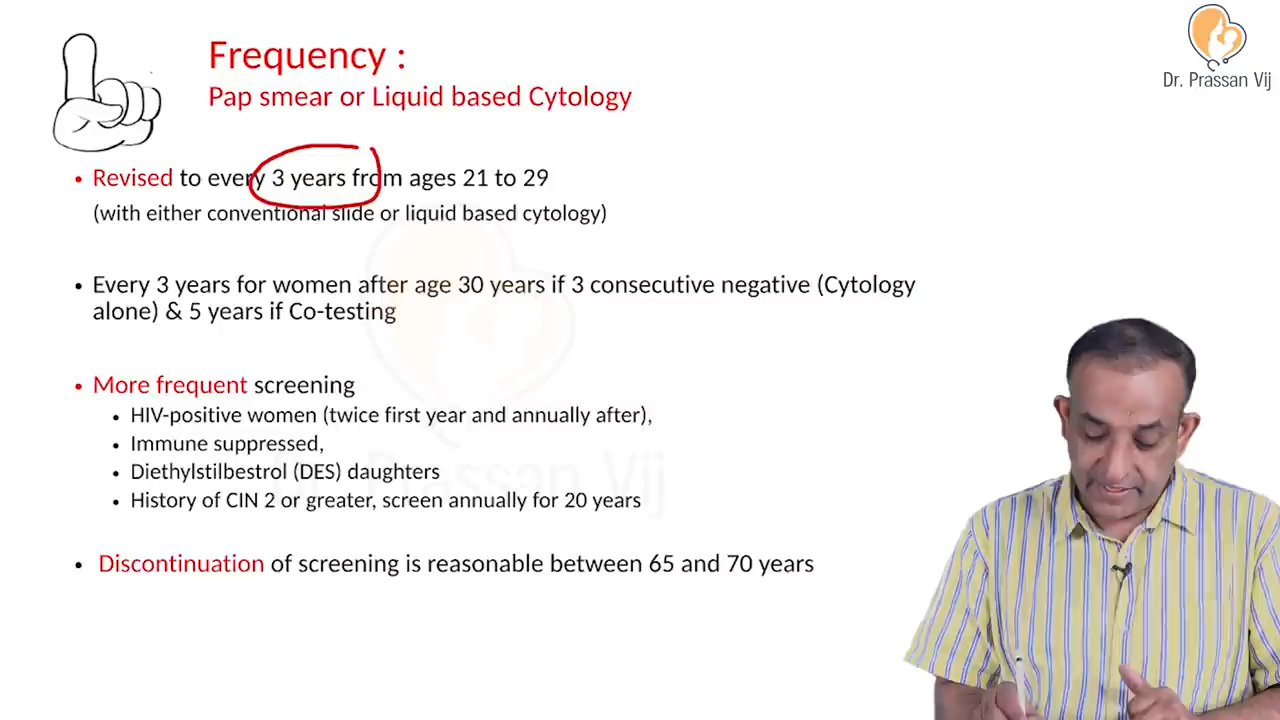 Frequency :
Dr. Prassan Vij
Pap smear or Liquid based Cytology
• Revised to every 3 years from ages 21 to 29
(with either conventional slide or liquid based cytology)
• Every 3 years for women after age 30 years if 3 consecutive negative (Cytology
alone) & 5 years if Co-testing
• More frequent screening
• HIV-positive women (twice first year and annually after),
• Immune suppressed,
• Diethylstilbestrol (DES) daughters
• History of CIN 2 or greater, screen annually for 20 years
Dr. Prassan Vij
• Discontinuation of screening is reasonable between 65 and 70 years